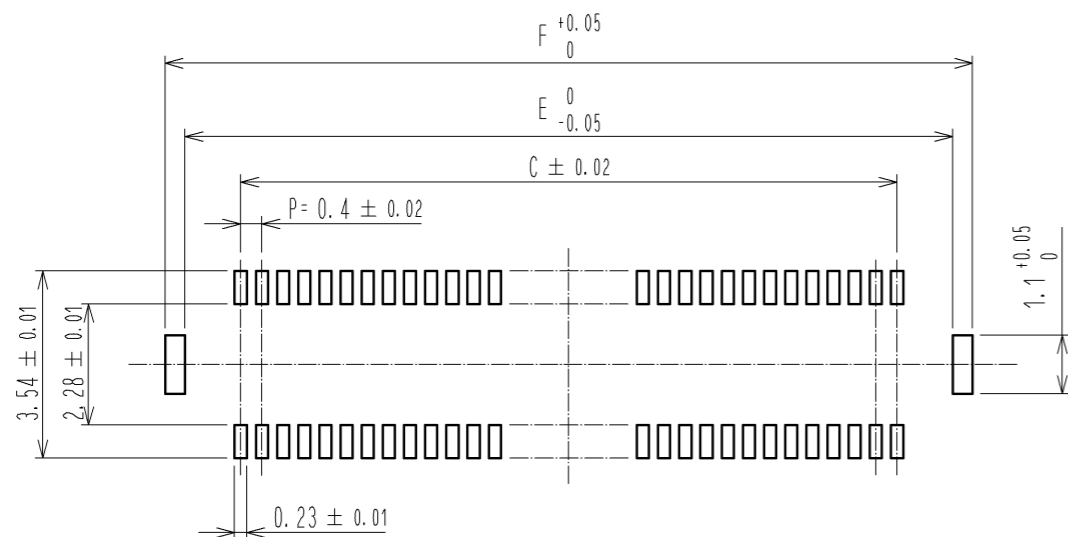 F +0.05 0
E 0 -0.05
C ± 0.02
P= 0.4 ± 0.02
1.1 +0.05 0
3.54 ± 0.01
2.28 ± 0.01
0.23 ± 0.01